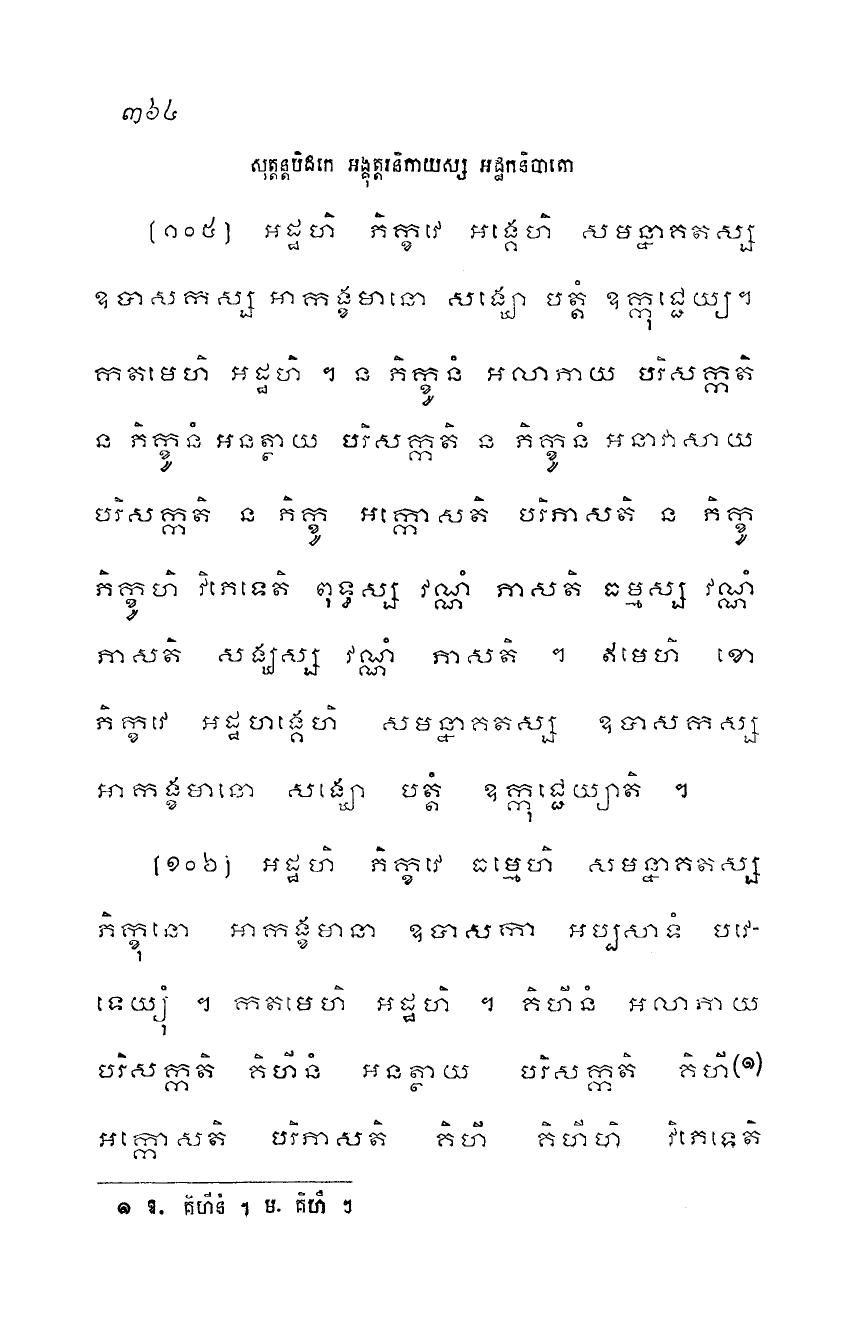 ៣៦៤
សុត្តន្តបិដកេ អង្គុត្តរនិកាយស្ស អដ្ឋកនិបាតោ
[១០៥] អដ្ឋហិ ភិក្ខវេ អង្គេហិ សមន្នាគតស្ស
ឧបាសកស្ស អាកង្ខមានោ សង្ឃោ បត្តំ ឧក្កុជ្ជេយ្យ។
កតមេហិ អដ្ឋហិ ។ ន ភិក្ខូនំ អលាភាយ បរិសក្កតិ
ន ភិក្ខូនំ អនត្ថាយ បរិសក្កតិ ន ភិក្ខូនំ អនាវាសាយ
បរិសក្កតិ ន ភិក្ខូ អក្កោសតិ បរិភាសតិ ន ភិក្ខូ
ភិក្ខូហិ វិភេទេតិ ពុទ្ធស្ស វណ្ណំ ភាសតិ ធម្មស្ស វណ្ណំ
ភាសតិ សង្ឃស្ស វណ្ណំ ភាសតិ ។ ឥមេហិ ខោ
ភិក្ខវេ អដ្ឋហង្គេហិ សមន្នាគតស្ស ឧបាសកស្ស
អាកង្ខមានោ សង្ឃោ បត្តំ ឧក្កុជ្ជេយ្យាតិ ។
[១០៦] អដ្ឋហិ ភិក្ខវេ ធម្មេហិ សមន្នាគតស្ស
ភិក្ខុនោ អាកង្ខមានា ឧបាសកា អប្បសាទំ បវេ-
ទេយ្យុំ ។ កតមេហិ អដ្ឋហិ ។ គិហីនំ អលាភាយ
បរិសក្កតិ គិហីនំ អនត្ថាយ បរិសក្កតិ គិហី(១)
អក្កោសតិ បរិភាសតិ គិហី គិហីហិ វិភេទេតិ
១ ឱ. គិហីនំ ។ ម. គិហឹ ។